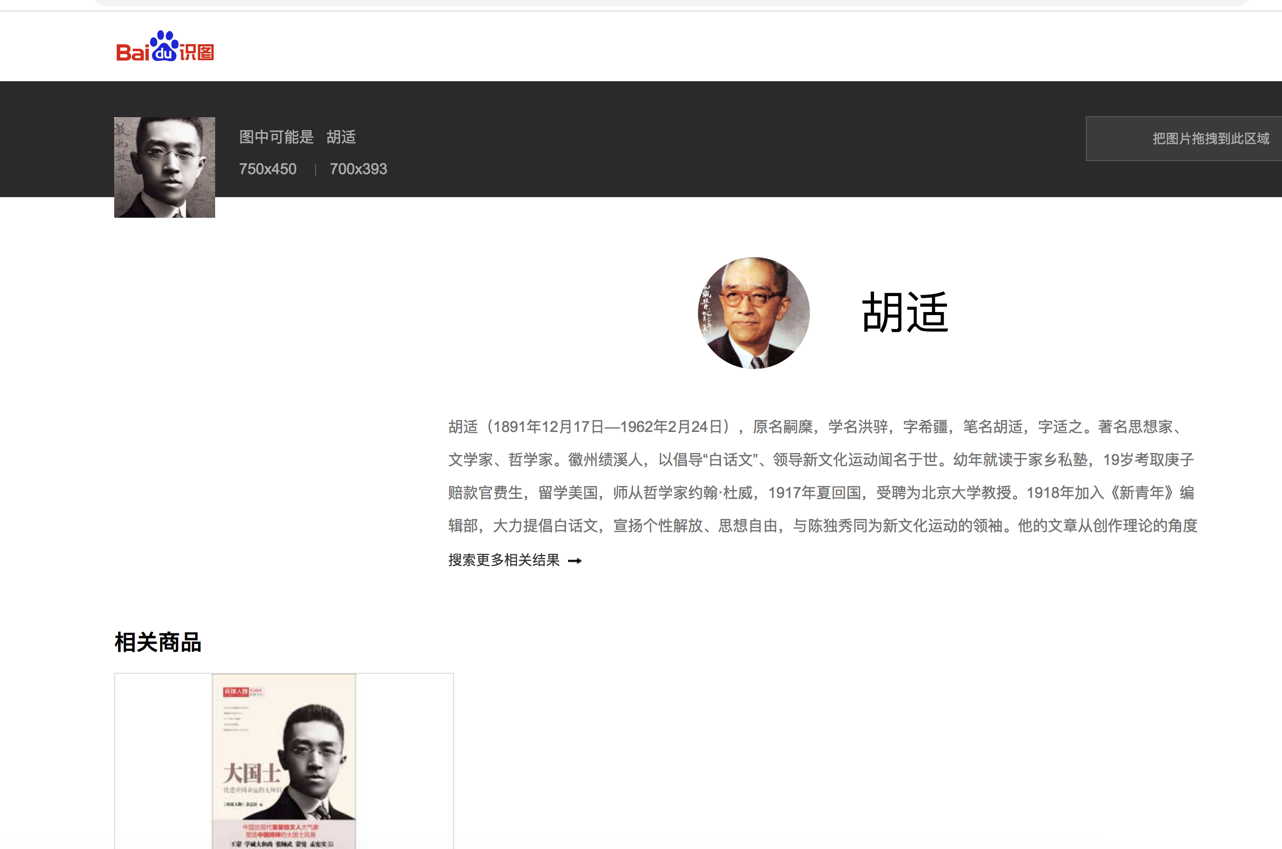 Bai du 识图
图中可能是 胡适
750x450 | 700x393
把图片拖拽到此区域
胡适
胡适（1891年12月17日—1962年2月24日），原名嗣穈，学名洪骍，字希疆，笔名胡适，字适之。著名思想家、
文学家、哲学家。徽州绩溪人，以倡导“白话文”、领导新文化运动闻名于世。幼年就读于家乡私塾，19岁考取庚子
赔款官费生，留学美国，师从哲学家约翰·杜威，1917年夏回国，受聘为北京大学教授。1918年加入《新青年》编
辑部，大力提倡白话文，宣扬个性解放、思想自由，与陈独秀同为新文化运动的领袖。他的文章从创作理论的角度
搜索更多相关结果 →
相关商品
环球人物
大国士